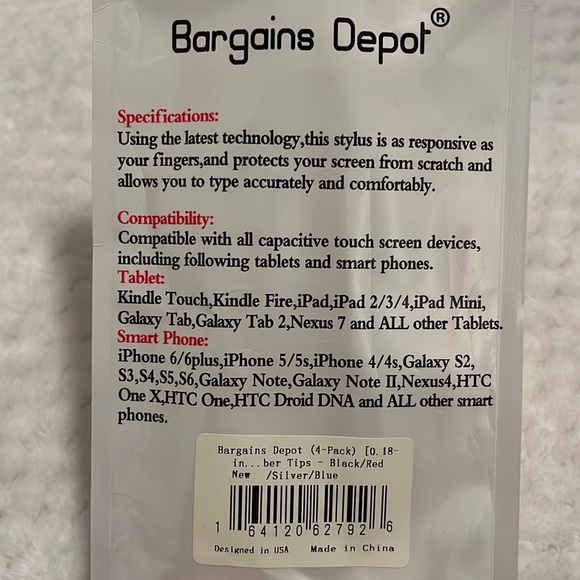 Bargains Depot®
Specifications:
Using the latest technology,this stylus is as responsive as
your fingers,and protects your screen from scratch and
allows you to type accurately and comfortably.
Compatibility:
Compatible with all capacitive touch screen devices,
including following tablets and smart phones.
Tablet:
Kindle Touch,Kindle Fire,iPad,iPad 2/3/4,iPad Mini,
Galaxy Tab,Galaxy Tab 2,Nexus 7 and ALL other Tablets.
Smart Phone:
iPhone 6/6plus,iPhone 5/5s,iPhone 4/4s,Galaxy S2,
S3,S4,S5,S6,Galaxy Note,Galaxy Note II,Nexus4,HTC
One X,HTC One,HTC Droid DNA and ALL other smart
phones.
Bargains Depot (4-Pack) [0.18-
in...ber Tips - Black/Red
New /Silver/Blue
1 64120 62792 6
Designed in USA Made in China